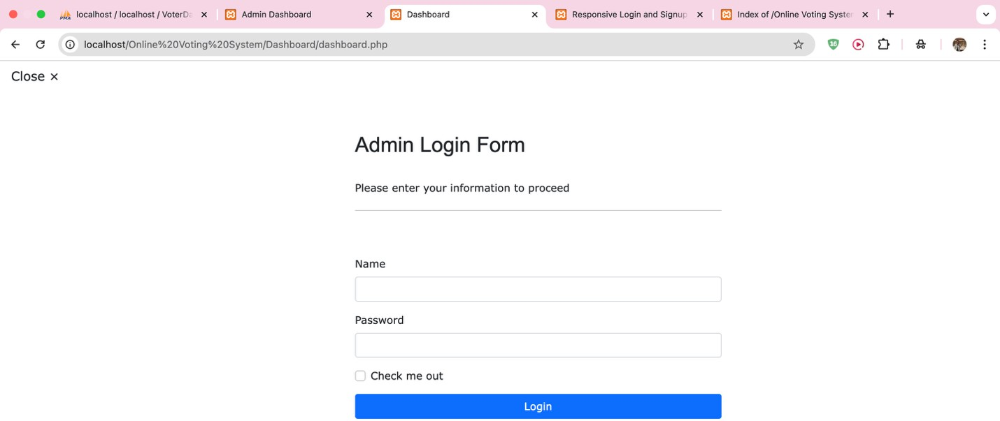 localhost / localhost / VoterDa
Admin Dashboard
Dashboard
Responsive Login and Signup
Index of /Online Voting Syster
localhost/Online%20Voting%20System/Dashboard/dashboard.php
16
Close ×
Admin Login Form
Please enter your information to proceed
Name
Password
Check me out
Login